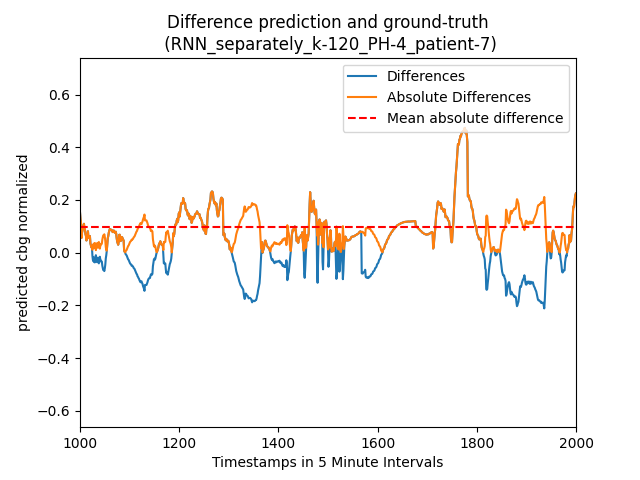 Difference prediction and ground-truth
(RNN_separately_k-120_PH-4_patient-7)
Differences
Absolute Differences
Mean absolute difference
predicted cbg normalized
0.6
0.4
0.2
0.0
−0.2
−0.4
−0.6
1000 1200 1400 1600 1800 2000
Timestamps in 5 Minute Intervals